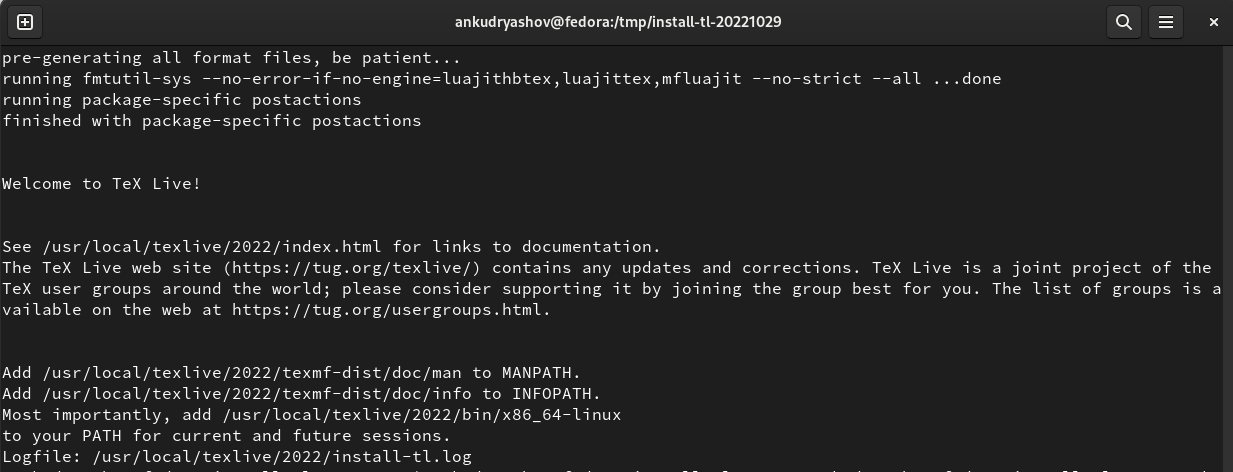 ankudryashov@fedora:/tmp/install-tl-20221029
pre-generating all format files, be patient...
running fmtutil-sys --no-error-if-no-engine=luajithbtex,luajittex,mfluajit --no-strict --all ...done
running package-specific postactions
finished with package-specific postactions
Welcome to TeX Live!
See /usr/local/texlive/2022/index.html for links to documentation.
The TeX Live web site (https://tug.org/texlive/) contains any updates and corrections. TeX Live is a joint project of the
TeX user groups around the world; please consider supporting it by joining the group best for you. The list of groups is a
vailable on the web at https://tug.org/usergroups.html.
Add /usr/local/texlive/2022/texmf-dist/doc/man to MANPATH.
Add /usr/local/texlive/2022/texmf-dist/doc/info to INFOPATH.
Most importantly, add /usr/local/texlive/2022/bin/x86_64-linux
to your PATH for current and future sessions.
Logfile: /usr/local/texlive/2022/install-tl.log